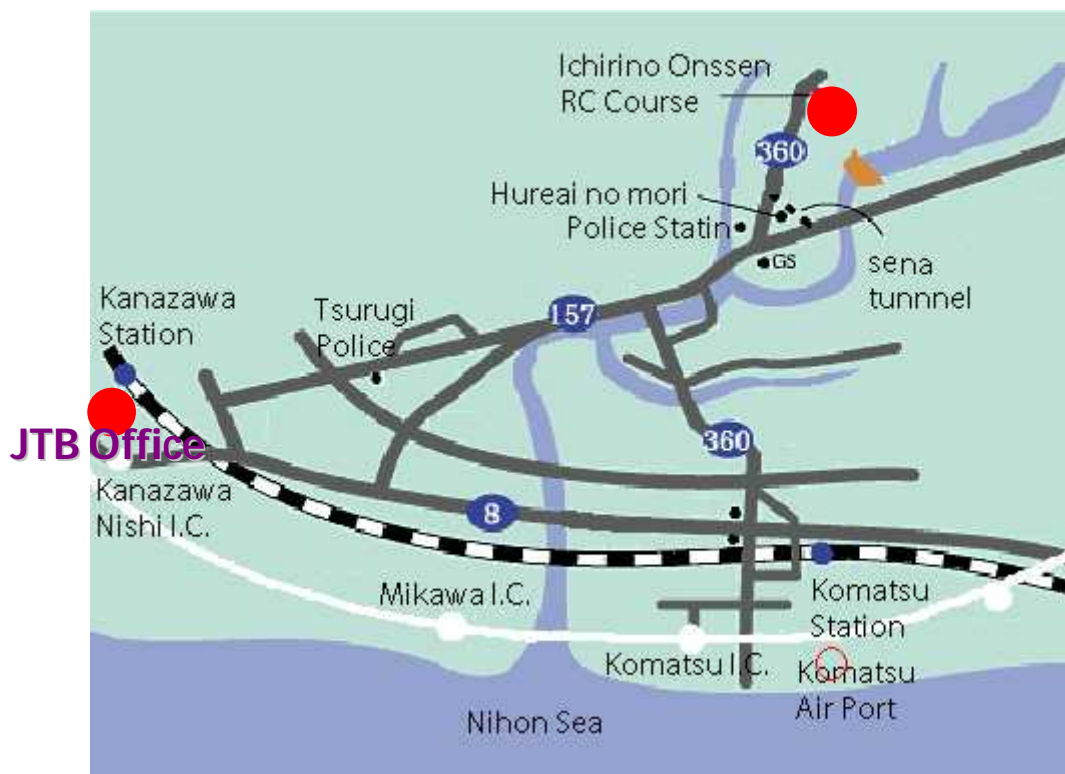 Ichirino Onssen
RC Course
360
Hureai no mori
Police Statin
GS
sena
tunnnel
Kanazawa
Station
Tsurugi
Police
157
JTB Office
360
Kanazawa
Nishi I.C.
8
Mikawa I.C.
Komatsu
Station
Komatsu I.C.
Komatsu
Air Port
Nihon Sea